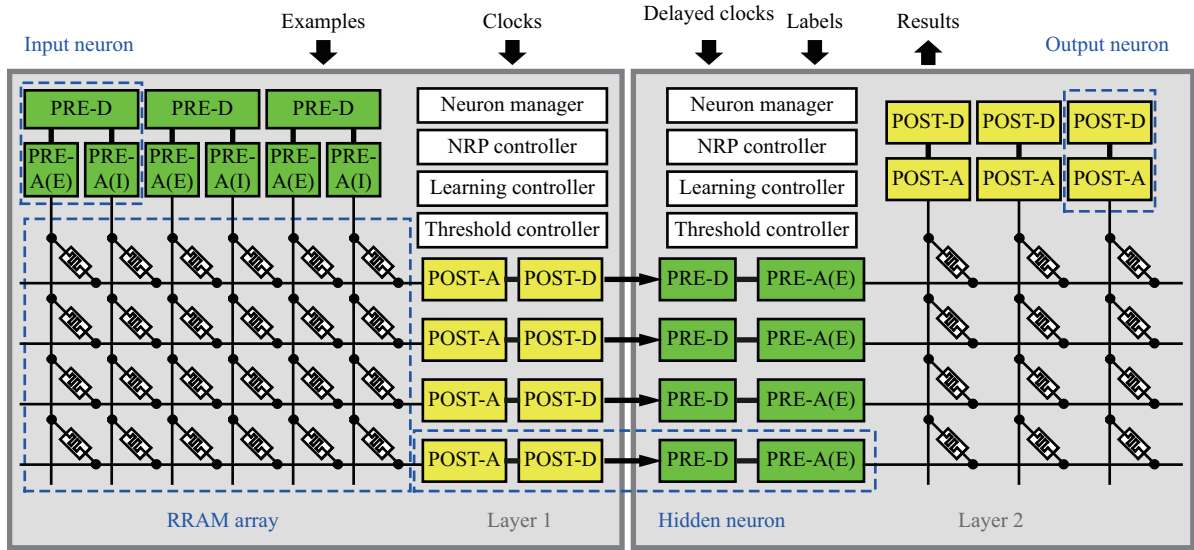 Examples
Clocks
Delayed clocks
Labels
Results
Input neuron
Output neuron
PRE-D
PRE-D
PRE-D
PRE-
A(E)
PRE-
A(I)
PRE-
A(E)
PRE-
A(I)
PRE-
A(E)
PRE-
A(I)
Neuron manager
NRP controller
Learning controller
Threshold controller
Neuron manager
NRP controller
Learning controller
Threshold controller
POST-D
POST-D
POST-D
POST-A
POST-A
POST-A
POST-A
POST-D
PRE-D
PRE-A(E)
POST-A
POST-D
PRE-D
PRE-A(E)
POST-A
POST-D
PRE-D
PRE-A(E)
POST-A
POST-D
PRE-D
PRE-A(E)
RRAM array
Layer 1
Hidden neuron
Layer 2